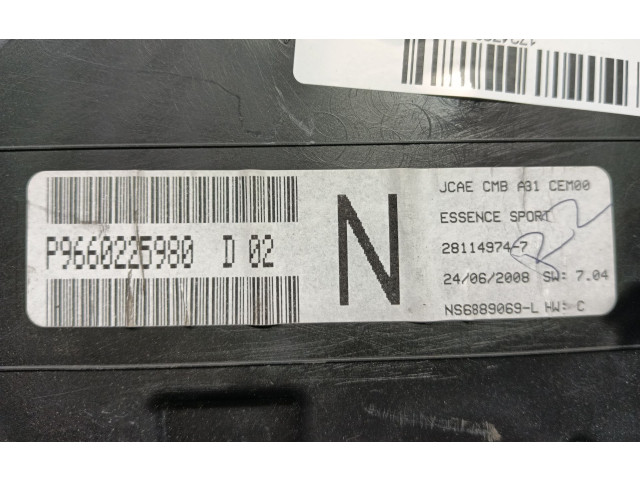 P9660225980 D 02
N
JCAE CMB A31 CEM00
ESSENCE SPORT
28114974-7
24/06/2008 SW: 7.04
NS6889069-L HW: C